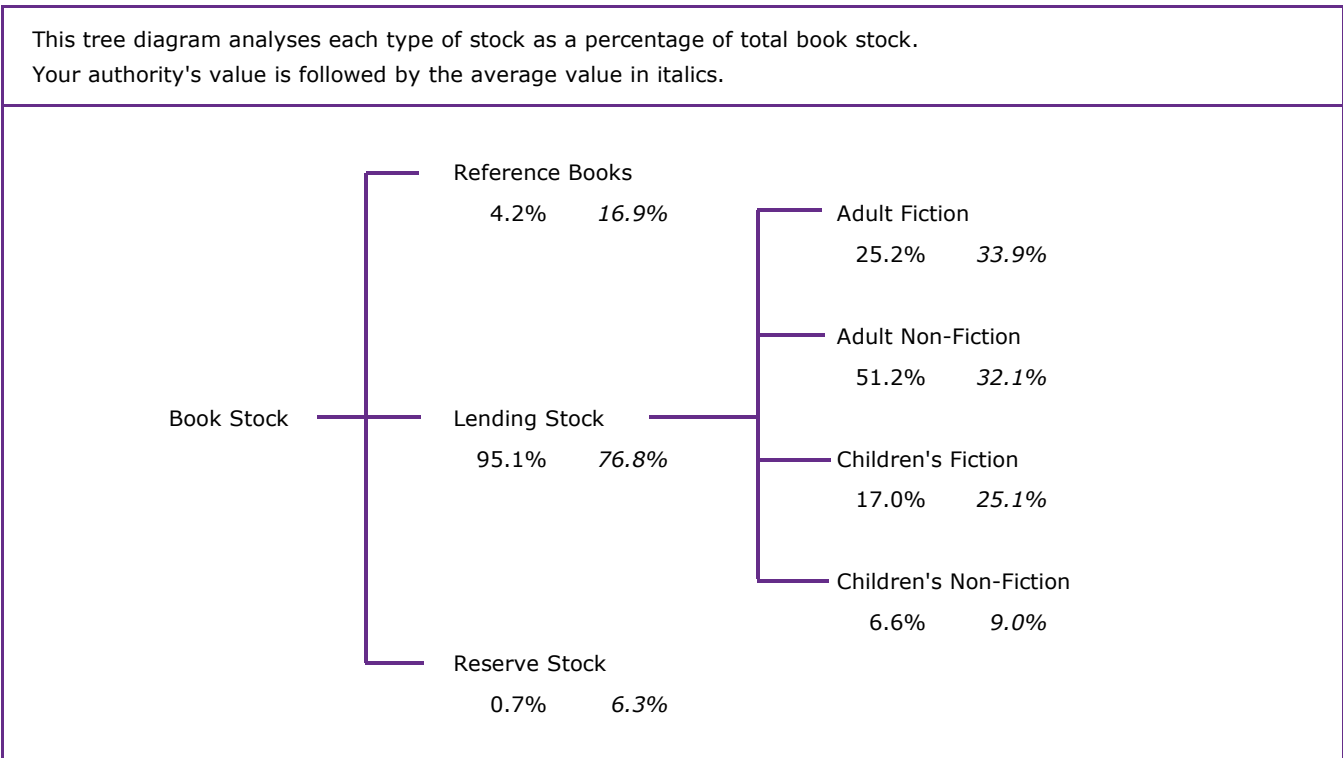 This tree diagram analyses each type of stock as a percentage of total book stock.
Your authority's value is followed by the average value in italics.
Reference Books
4.2% 16.9%
Adult Fiction
25.2% 33.9%
Adult Non-Fiction
51.2% 32.1%
Book Stock
Lending Stock
95.1% 76.8%
Children's Fiction
17.0% 25.1%
Children's Non-Fiction
6.6% 9.0%
Reserve Stock
0.7% 6.3%